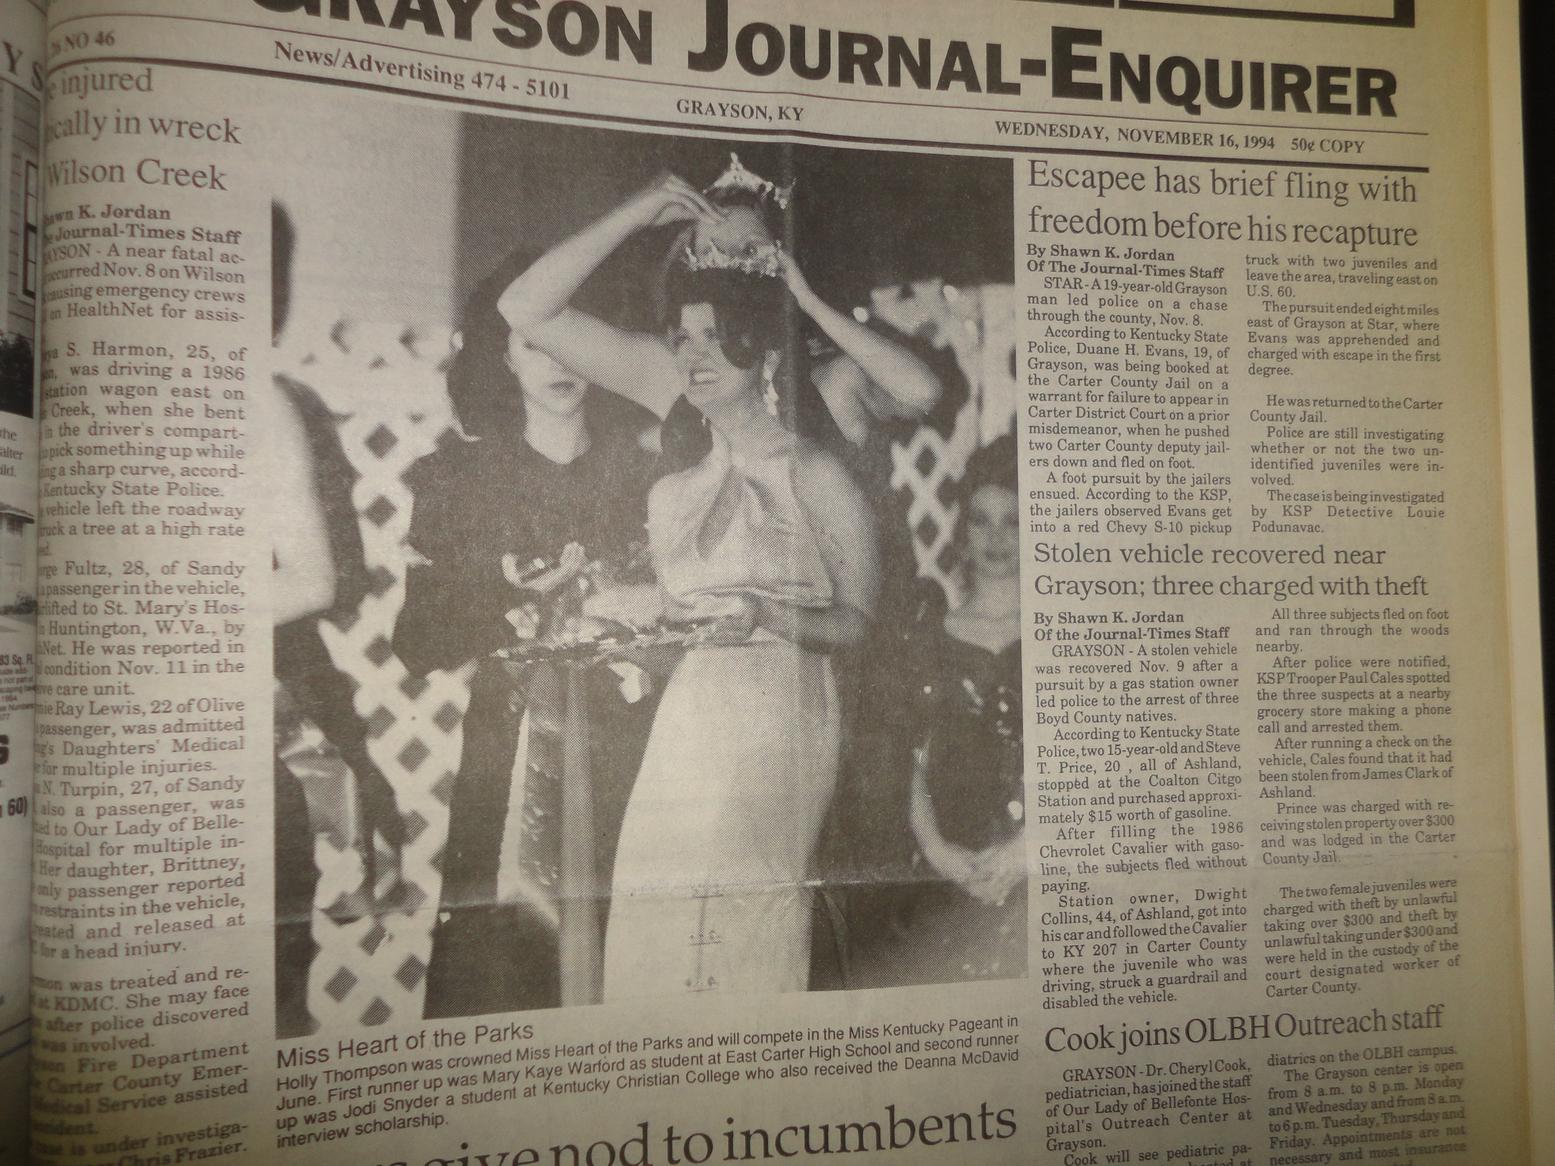 GRAYSON JOURNAL-ENQUIRER
NO 46
News/Advertising 474 - 5101
GRAYSON, KY
WEDNESDAY, NOVEMBER 16, 1994 50¢ COPY
injured
cally in wreck
Wilson Creek
awn K. Jordan
Journal-Times Staff
YSON - A near fatal ac-
ccurred Nov. 8 on Wilson
causing emergency crews
on HealthNet for assis-
ya S. Harmon, 25, of
was driving a 1986
station wagon east on
Creek, when she bent
in the driver's compart-
to pick something up while
ng a sharp curve, accord-
Kentucky State Police.
vehicle left the roadway
ruck a tree at a high rate
ed.
rge Fultz, 28, of Sandy
a passenger in the vehicle,
rlifted to St. Mary's Hos-
n Huntington, W.Va., by
hNet. He was reported in
condition Nov. 11 in the
ive care unit.
nie Ray Lewis, 22 of Olive
passenger, was admitted
ng's Daughters' Medical
for multiple injuries.
N. Turpin, 27, of Sandy
also a passenger, was
ted to Our Lady of Belle-
Hospital for multiple in-
Her daughter, Brittney,
only passenger reported
restraints in the vehicle,
reated and released at
for a head injury.
mon was treated and re-
at KDMC. She may face
after police discovered
was involved.
yson Fire Department
Carter County Emer-
Medical Service assisted
ccident.
case is under investiga-
Chris Frazier.
Miss Heart of the Parks
Holly Thompson was crowned Miss Heart of the Parks and will compete in the Miss Kentucky Pageant in
June. First runner up was Mary Kaye Warford as student at East Carter High School and second runner
up was Jodi Snyder a student at Kentucky Christian College who also received the Deanna McDavid
interview scholarship.
give nod to incumbents
Escapee has brief fling with
freedom before his recapture
By Shawn K. Jordan
Of The Journal-Times Staff
STAR - A 19-year-old Grayson
man led police on a chase
through the county, Nov. 8.
According to Kentucky State
Police, Duane H. Evans, 19, of
Grayson, was being booked at
the Carter County Jail on a
warrant for failure to appear in
Carter District Court on a prior
misdemeanor, when he pushed
two Carter County deputy jail-
ers down and fled on foot.
A foot pursuit by the jailers
ensued. According to the KSP,
the jailers observed Evans get
into a red Chevy S-10 pickup
truck with two juveniles and
leave the area, traveling east on
U.S. 60.
The pursuit ended eight miles
east of Grayson at Star, where
Evans was apprehended and
charged with escape in the first
degree.
He was returned to the Carter
County Jail.
Police are still investigating
whether or not the two un-
identified juveniles were in-
volved.
The case is being investigated
by KSP Detective Louie
Podunavac.
Stolen vehicle recovered near
Grayson; three charged with theft
By Shawn K. Jordan
Of the Journal-Times Staff
GRAYSON - A stolen vehicle
was recovered Nov. 9 after a
pursuit by a gas station owner
led police to the arrest of three
Boyd County natives.
According to Kentucky State
Police, two 15-year-old and Steve
T. Price, 20 , all of Ashland,
stopped at the Coalton Citgo
Station and purchased approxi-
mately $15 worth of gasoline.
After filling the 1986
Chevrolet Cavalier with gaso-
line, the subjects fled without
paying.
Station owner, Dwight
Collins, 44, of Ashland, got into
his car and followed the Cavalier
to KY 207 in Carter County
where the juvenile who was
driving, struck a guardrail and
disabled the vehicle.
All three subjects fled on foot
and ran through the woods
nearby.
After police were notified,
KSP Trooper Paul Cales spotted
the three suspects at a nearby
grocery store making a phone
call and arrested them.
After running a check on the
vehicle, Cales found that it had
been stolen from James Clark of
Ashland.
Prince was charged with re-
ceiving stolen property over $300
and was lodged in the Carter
County Jail.
The two female juveniles were
charged with theft by unlawful
taking over $300 and theft by
unlawful taking under $300 and
were held in the custody of the
court designated worker of
Carter County.
Cook joins OLBH Outreach staff
GRAYSON - Dr. Cheryl Cook,
pediatrician, has joined the staff
of Our Lady of Bellefonte Hos-
pital's Outreach Center at
Grayson.
Cook will see pediatric pa-
diatrics on the OLBH campus.
The Grayson center is open
from 8 a.m. to 8 p.m. Monday
and Wednesday and from 8 a.m.
to 6 p.m. Tuesday, Thursday and
Friday. Appointments are not
necessary and most insurance